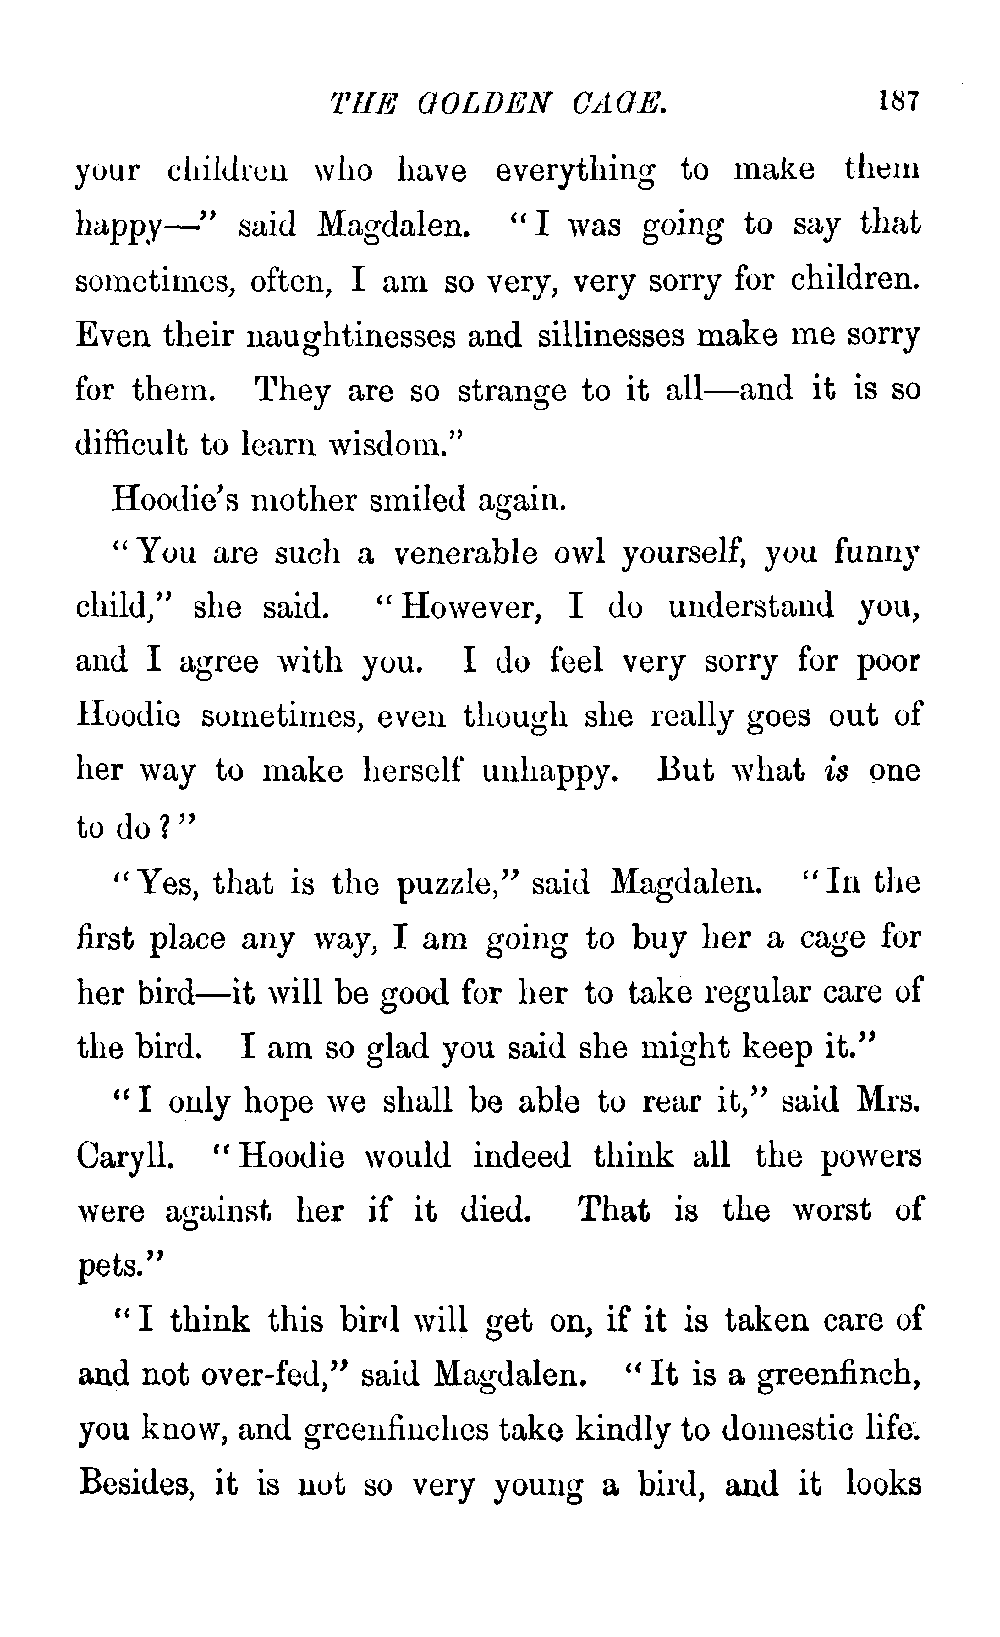 THE GOLDEN CAGE. 187
your children who have everything to make them
happy—” said Magdalen. “I was going to say that
sometimes, often, I am so very, very sorry for children.
Even their naughtinesses and sillinesses make me sorry
for them. They are so strange to it all—and it is so
difficult to learn wisdom.”
Hoodie’s mother smiled again.
“You are such a venerable owl yourself, you funny
child,” she said. “However, I do understand you,
and I agree with you. I do feel very sorry for poor
Hoodie sometimes, even though she really goes out of
her way to make herself unhappy. But what is one
to do?”
“Yes, that is the puzzle,” said Magdalen. “In the
first place any way, I am going to buy her a cage for
her bird—it will be good for her to take regular care of
the bird. I am so glad you said she might keep it.”
“I only hope we shall be able to rear it,” said Mrs.
Caryll. “Hoodie would indeed think all the powers
were against her if it died. That is the worst of
pets.”
“I think this bird will get on, if it is taken care of
and not over-fed,” said Magdalen. “It is a greenfinch,
you know, and greenfinches take kindly to domestic life.
Besides, it is not so very young a bird, and it looks